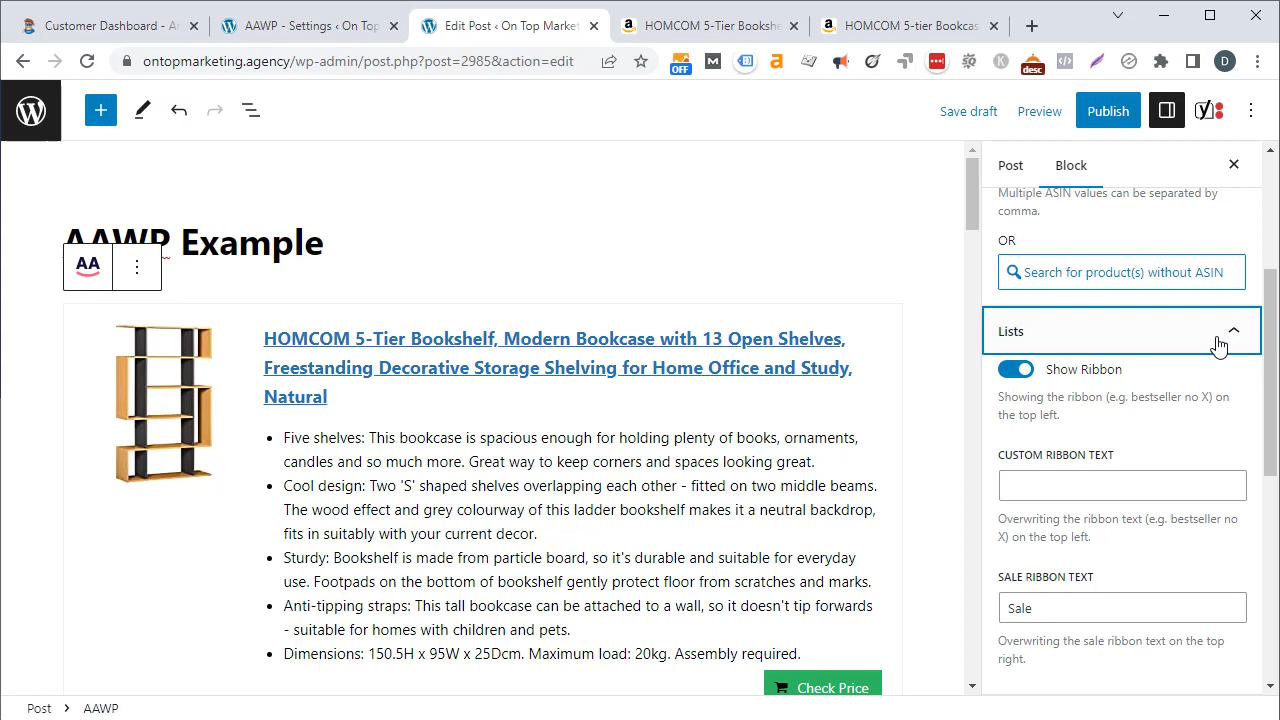 Customer Dashboard - A
AAWP - Settings ‹ On Top
Edit Post ‹ On Top Market
HOMCOM 5-Tier Bookshe
HOMCOM 5-tier Bookcas
ontopmarketing.agency/wp-admin/post.php?post=2985&action=edit
OFF
M
desc
D
Save draft
Preview
Publish
Post
Block
Multiple ASIN values can be separated by
comma.
OR
Search for product(s) without ASIN
Lists
Show Ribbon
Showing the ribbon (e.g. bestseller no X) on
the top left.
CUSTOM RIBBON TEXT
Overwriting the ribbon text (e.g. bestseller no
X) on the top left.
SALE RIBBON TEXT
Sale
Overwriting the sale ribbon text on the top
right.
AAWP Example
AA
HOMCOM 5-Tier Bookshelf, Modern Bookcase with 13 Open Shelves,
Freestanding Decorative Storage Shelving for Home Office and Study,
Natural
Five shelves: This bookcase is spacious enough for holding plenty of books, ornaments,
candles and so much more. Great way to keep corners and spaces looking great.
Cool design: Two 'S' shaped shelves overlapping each other - fitted on two middle beams.
The wood effect and grey colourway of this ladder bookshelf makes it a neutral backdrop,
fits in suitably with your current decor.
Sturdy: Bookshelf is made from particle board, so it's durable and suitable for everyday
use. Footpads on the bottom of bookshelf gently protect floor from scratches and marks.
Anti-tipping straps: This tall bookcase can be attached to a wall, so it doesn't tip forwards
- suitable for homes with children and pets.
Dimensions: 150.5H x 95W x 25Dcm. Maximum load: 20kg. Assembly required.
Check Price
Post > AAWP